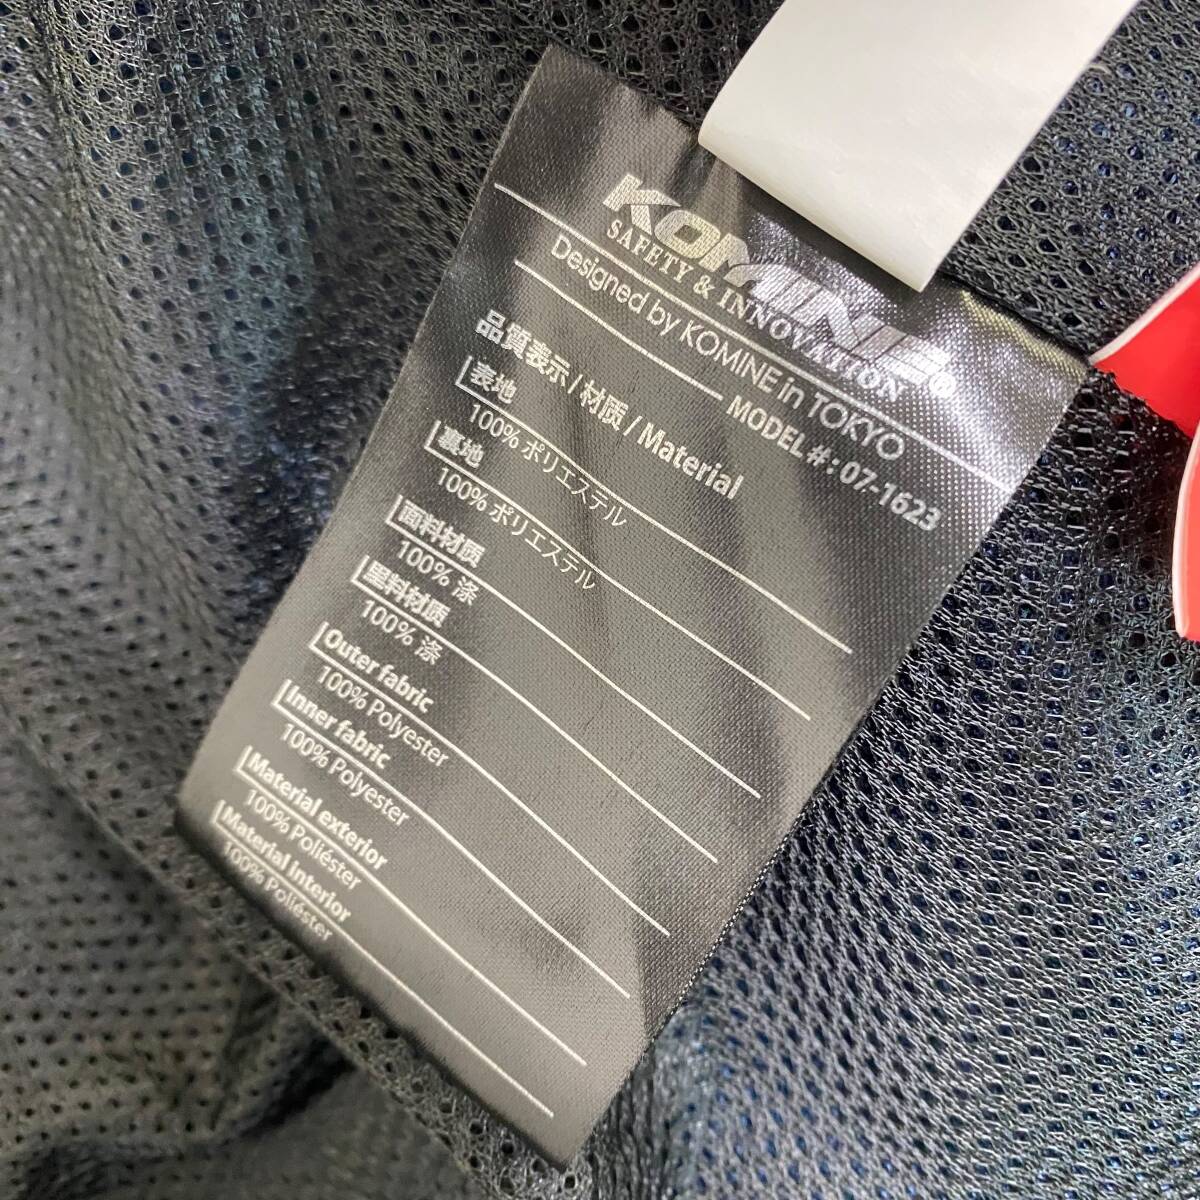 KOMINE®
SAFETY & INNOVATION
Designed by KOMINE in TOKYO
MODEL # : 07-1623
品質表示 / 材质 / Material
表地
100% ポリエステル
裏地
100% ポリエステル
面料材质
100% 涤
里料材质
100% 涤
Outer fabric
100% Polyester
Inner fabric
100% Polyester
Material exterior
100% Poliéster
Material interior
100% Poliéster